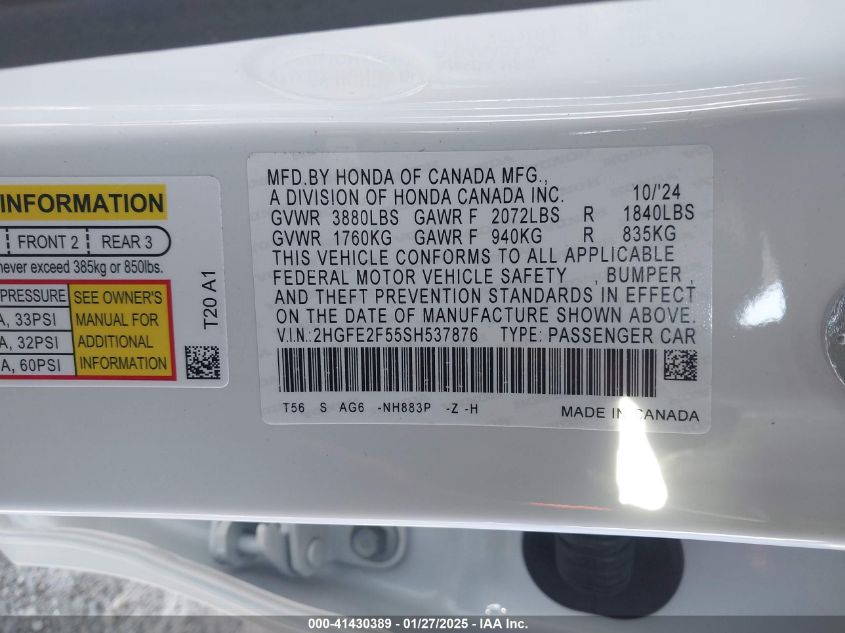 INFORMATION
FRONT 2 REAR 3
never exceed 385kg or 850lbs.
PRESSURE SEE OWNER'S
A, 33PSI MANUAL FOR
A, 32PSI ADDITIONAL
A, 60PSI INFORMATION
T20 A1
MFD.BY HONDA OF CANADA MFG.,
A DIVISION OF HONDA CANADA INC. 10/'24
GVWR 3880LBS GAWR F 2072LBS R 1840LBS
GVWR 1760KG GAWR F 940KG R 835KG
THIS VEHICLE CONFORMS TO ALL APPLICABLE
FEDERAL MOTOR VEHICLE SAFETY , BUMPER ,
AND THEFT PREVENTION STANDARDS IN EFFECT
ON THE DATE OF MANUFACTURE SHOWN ABOVE.
V.I.N.:2HGFE2F55SH537876 TYPE: PASSENGER CAR
T56 S AG6 -NH883P -Z -H
MADE IN CANADA
000-41430389 - 01/27/2025 - IAA Inc.